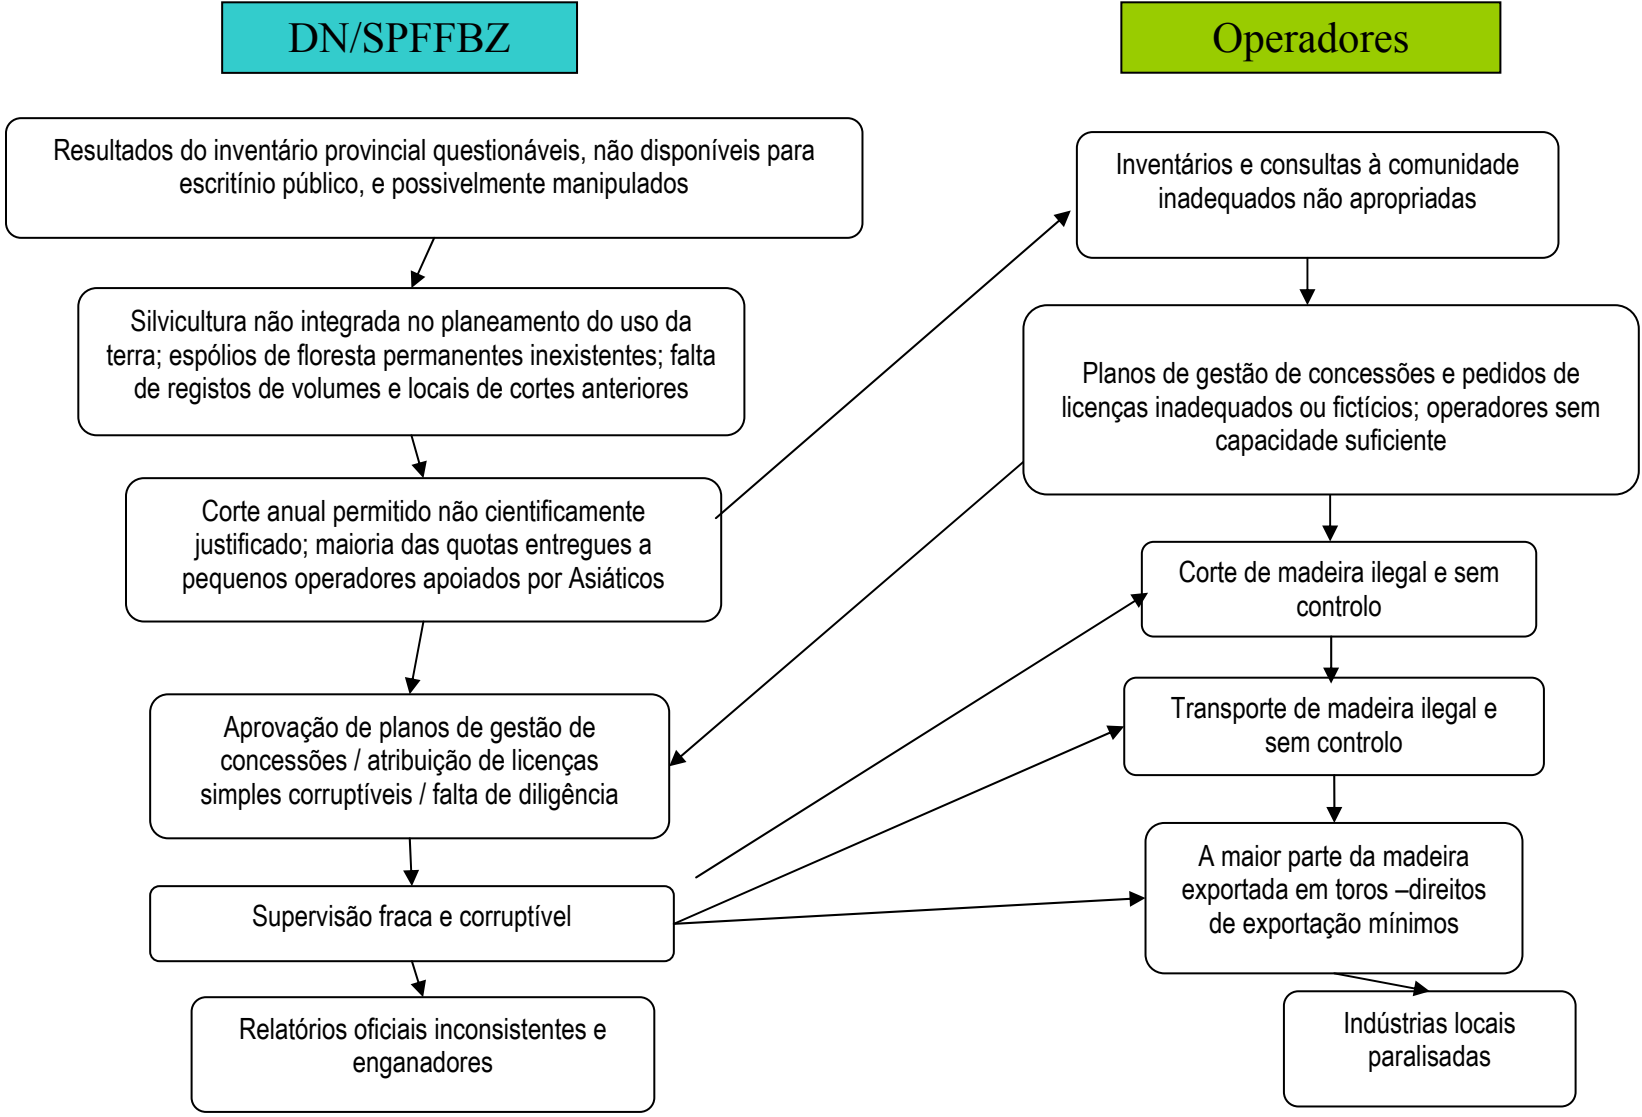 DN/SPFFBZ
Operadores
Resultados do inventário provincial questionáveis, não disponíveis para
escritínio público, e possivelmente manipulados
Silvicultura não integrada no planeamento do uso da
terra; espólios de floresta permanentes inexistentes; falta
de registos de volumes e locais de cortes anteriores
Corte anual permitido não cientificamente
justificado; maioria das quotas entregues a
pequenos operadores apoiados por Asiáticos
Aprovação de planos de gestão de
concessões / atribuição de licenças
simples corruptíveis / falta de diligência
Supervisão fraca e corruptível
Relatórios oficiais inconsistentes e
enganadores
Inventários e consultas à comunidade
inadequados não apropriadas
Planos de gestão de concessões e pedidos de
licenças inadequados ou fictícios; operadores sem
capacidade suficiente
Corte de madeira ilegal e sem
controlo
Transporte de madeira ilegal e
sem controlo
A maior parte da madeira
exportada em toros –direitos
de exportação mínimos
Indústrias locais
paralisadas